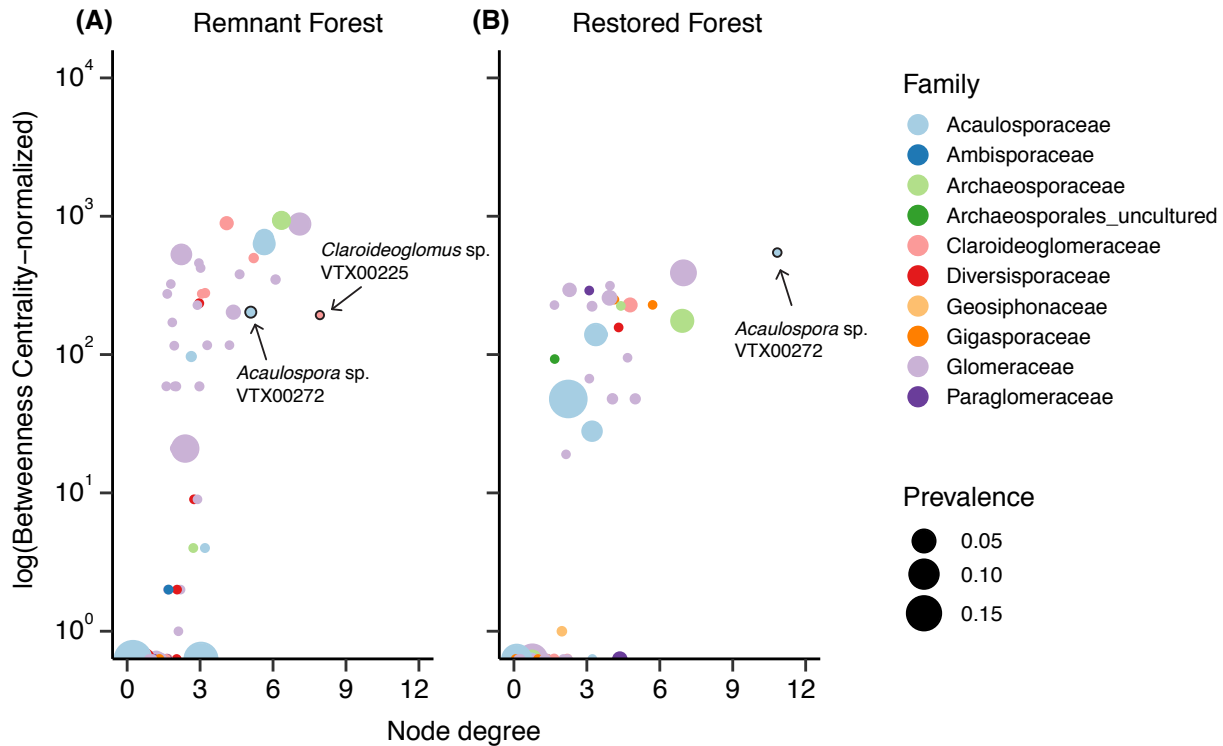 (A)
Remnant Forest
(B)
Restored Forest
log(Betweenness Centrality−normalized)
10⁴
10³
10²
10¹
10⁰
Claroideoglomus sp.
VTX00225
Acaulospora sp.
VTX00272
Acaulospora sp.
VTX00272
0 3 6 9 12
0 3 6 9 12
Node degree
Family
Acaulosporaceae
Ambisporaceae
Archaeosporaceae
Archaeosporales_uncultured
Claroideoglomeraceae
Diversisporaceae
Geosiphonaceae
Gigasporaceae
Glomeraceae
Paraglomeraceae
Prevalence
0.05
0.10
0.15